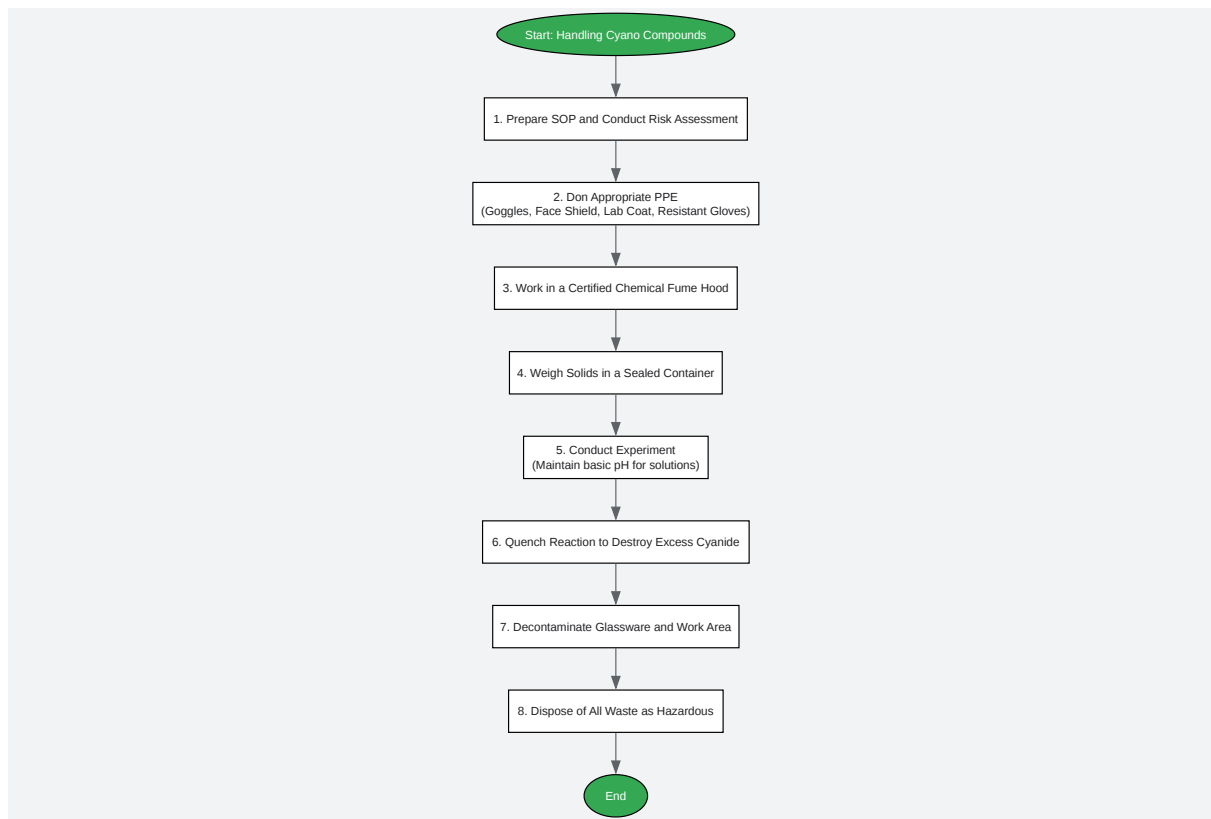 Start: Handling Cyano Compounds
1. Prepare SOP and Conduct Risk Assessment
2. Don Appropriate PPE
(Goggles, Face Shield, Lab Coat, Resistant Gloves)
3. Work in a Certified Chemical Fume Hood
4. Weigh Solids in a Sealed Container
5. Conduct Experiment
(Maintain basic pH for solutions)
6. Quench Reaction to Destroy Excess Cyanide
7. Decontaminate Glassware and Work Area
8. Dispose of All Waste as Hazardous
End